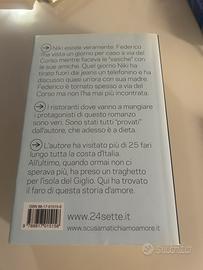 Niki esiste veramente. Federico
l'ha vista un giorno per caso a via del
Corso mentre faceva le "vasche" con
le sue amiche. Quel giorno Niki ha
tirato fuori dai jeans un telefonino e ha
discusso quasi un'ora con sua madre.
Federico è tornato spesso a via del
Corso ma non l'ha mai più incontrata.
I ristoranti dove vanno a mangiare
i protagonisti di questo romanzo
sono veri. Sono stati tutti "provati"
dall'autore, che adesso è a dieta.
L'autore ha visitato più di 25 fari
lungo tutta la costa d'Italia.
All'ultimo, quando ormai non ci
sperava più, ha preso un traghetto
per l'isola del Giglio. Qui ha trovato
il faro di questa storia d'amore.
www.24sette.it
www.scusamatichiamoamore.it
subito